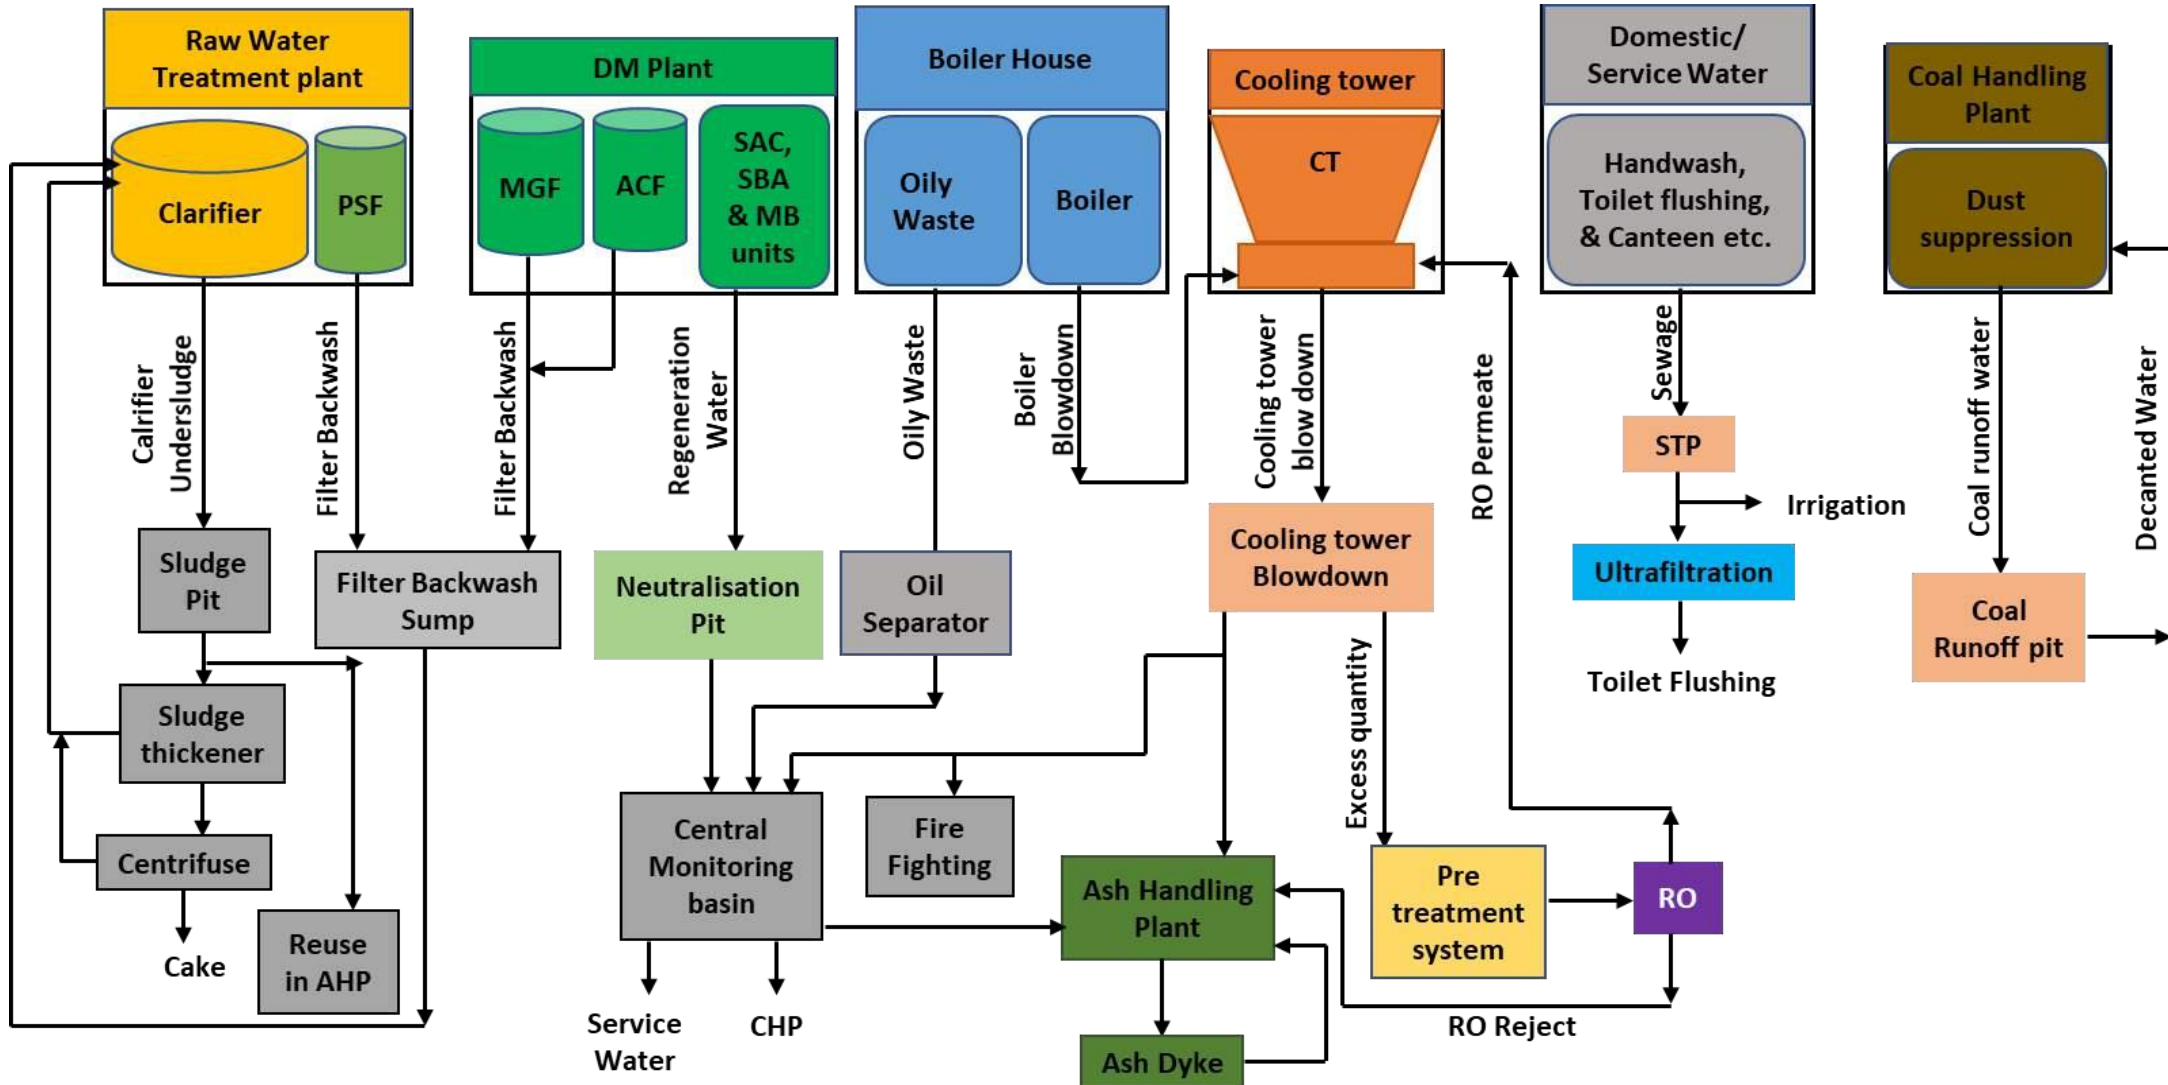 Raw Water
Treatment plant
DM Plant
Boiler House
Cooling tower
Domestic/
Service Water
Coal Handling
Plant
Clarifier
PSF
MGF
ACF
SAC,
SBA
& MB
units
Oily
Waste
Boiler
CT
Handwash,
Toilet flushing,
& Canteen etc.
Dust
suppression
Calrifier
Undersludge
Filter Backwash
Filter Backwash
Regeneration
Water
Oily Waste
Boiler
Blowdown
Cooling tower
blow down
RO Permeate
Sewage
Coal runoff water
Decanted Water
STP
Irrigation
Sludge
Pit
Filter Backwash
Sump
Neutralisation
Pit
Oil
Separator
Cooling tower
Blowdown
Ultrafiltration
Coal
Runoff pit
Toilet Flushing
Excess quantity
Sludge
thickener
Central
Monitoring
basin
Fire
Fighting
Centrifuse
Ash Handling
Plant
Pre
treatment
system
RO
Cake
Reuse
in AHP
Service
Water
CHP
RO Reject
Ash Dyke